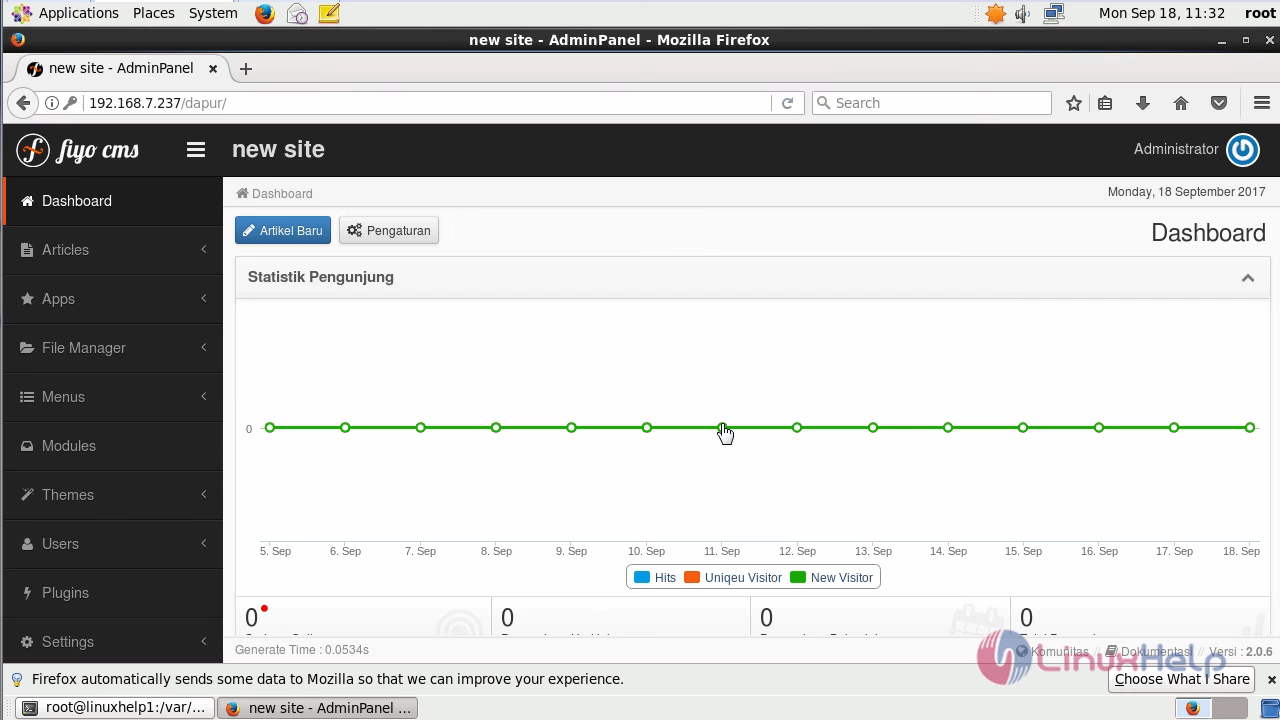 Applications Places System Mon Sep 18, 11:32 root
new site - AdminPanel - Mozilla Firefox
new site - AdminPanel
192.168.7.237/dapur/ Search
fiyo cms new site Administrator
Dashboard
Articles
Apps
File Manager
Menus
Modules
Themes
Users
Plugins
Settings
Dashboard Monday, 18 September 2017
Artikel Baru Pengaturan Dashboard
Statistik Pengunjung
0
5. Sep 6. Sep 7. Sep 8. Sep 9. Sep 10. Sep 11. Sep 12. Sep 13. Sep 14. Sep 15. Sep 16. Sep 17. Sep 18. Sep
Hits Uniqeu Visitor New Visitor
0 0 0 0
Generate Time : 0.0534s Komunitas // Dokumentasi // Versi : 2.0.6
LinuxHelp
Firefox automatically sends some data to Mozilla so that we can improve your experience. Choose What I Share
root@linuxhelp1:/var/... new site - AdminPanel ...